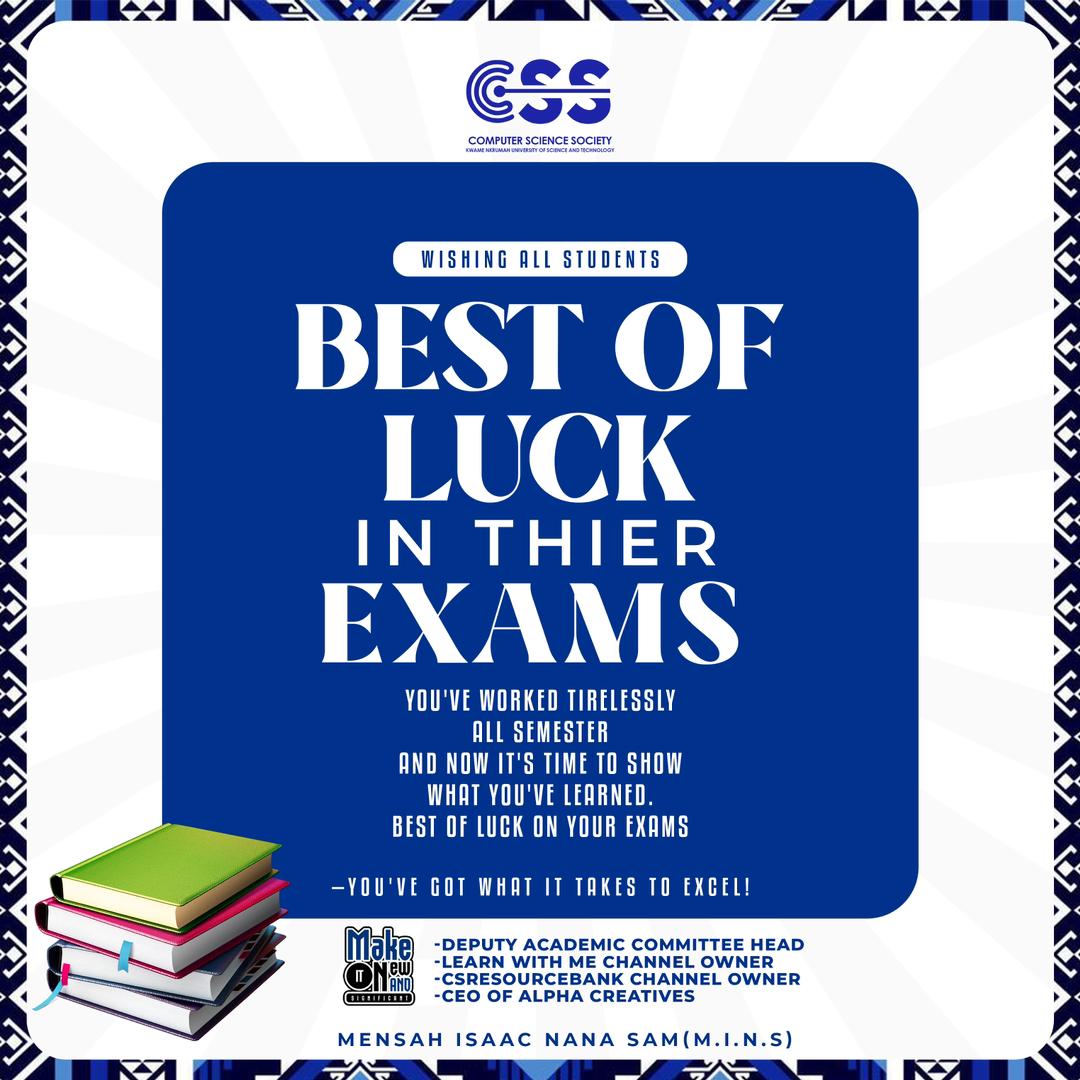 CSS
COMPUTER SCIENCE SOCIETY
KWAME NKRUMAH UNIVERSITY OF SCIENCE AND TECHNOLOGY
WISHING ALL STUDENTS
BEST OF
LUCK
IN THIER
EXAMS
YOU'VE WORKED TIRELESSLY
ALL SEMESTER
AND NOW IT'S TIME TO SHOW
WHAT YOU'VE LEARNED.
BEST OF LUCK ON YOUR EXAMS
–YOU'VE GOT WHAT IT TAKES TO EXCEL!
Make
IT New
AND
SIGNIFICANT
-DEPUTY ACADEMIC COMMITTEE HEAD
-LEARN WITH ME CHANNEL OWNER
-CSRESOURCEBANK CHANNEL OWNER
-CEO OF ALPHA CREATIVES
MENSAH ISAAC NANA SAM(M.I.N.S)